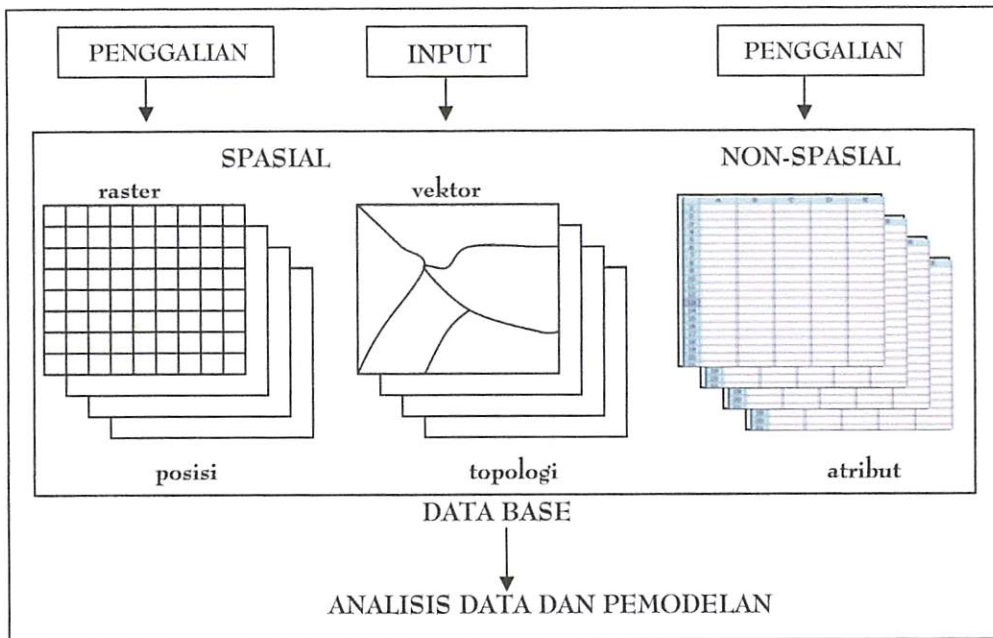 PENGGALIAN
INPUT
PENGGALIAN
SPASIAL
NON-SPASIAL
raster
vektor
A B C D E
posisi
topologi
atribut
DATA BASE
ANALISIS DATA DAN PEMODELAN